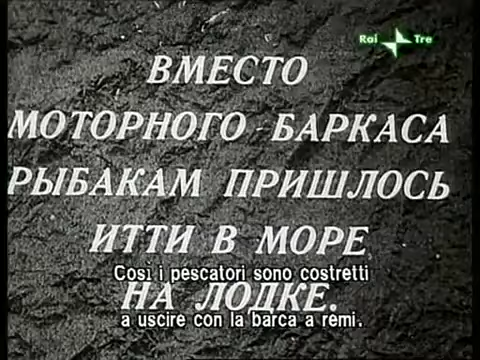 Rai Tre
ВМЕСТО
МОТОРНОГО БАРКАСА
РЫБАКАМ ПРИШЛОСЬ
ИТТИ В МОРЕ
Così i pescatori sono costretti
НА ЛОДКЕ.
a uscire con la barca a remi.